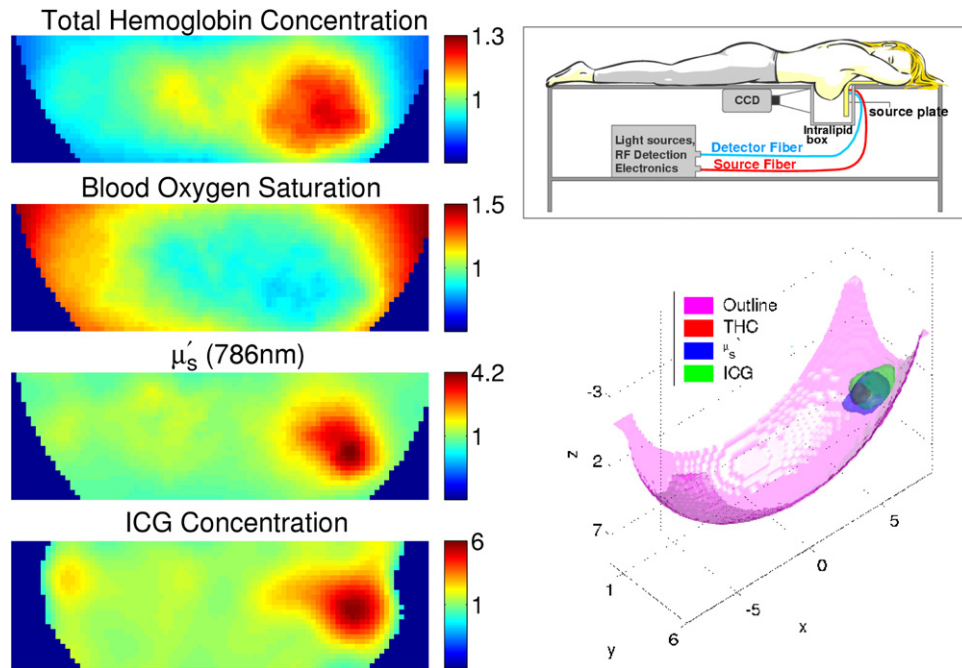 Total Hemoglobin Concentration
1.3
1
Blood Oxygen Saturation
1.5
1
μs′ (786nm)
4.2
1
ICG Concentration
6
1
CCD
source plate
Intralipid
box
Light sources,
RF Detection
Electronics
Detector Fiber
Source Fiber
Outline
THC
μs`
ICG
-3
z
2
7
1
y
6
-5
0
x
5